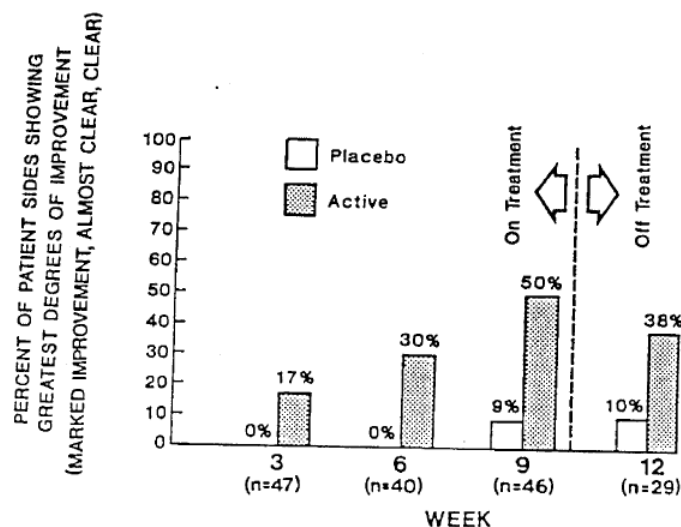 PERCENT OF PATIENT SIDES SHOWING
GREATEST DEGREES OF IMPROVEMENT
(MARKED IMPROVEMENT, ALMOST CLEAR, CLEAR)
100
90
80
70
60
50
40
30
20
10
0
Placebo
Active
On Treatment
Off Treatment
0%
17%
0%
30%
9%
50%
10%
38%
3
6
9
12
(n=47)
(n=40)
(n=46)
(n=29)
WEEK